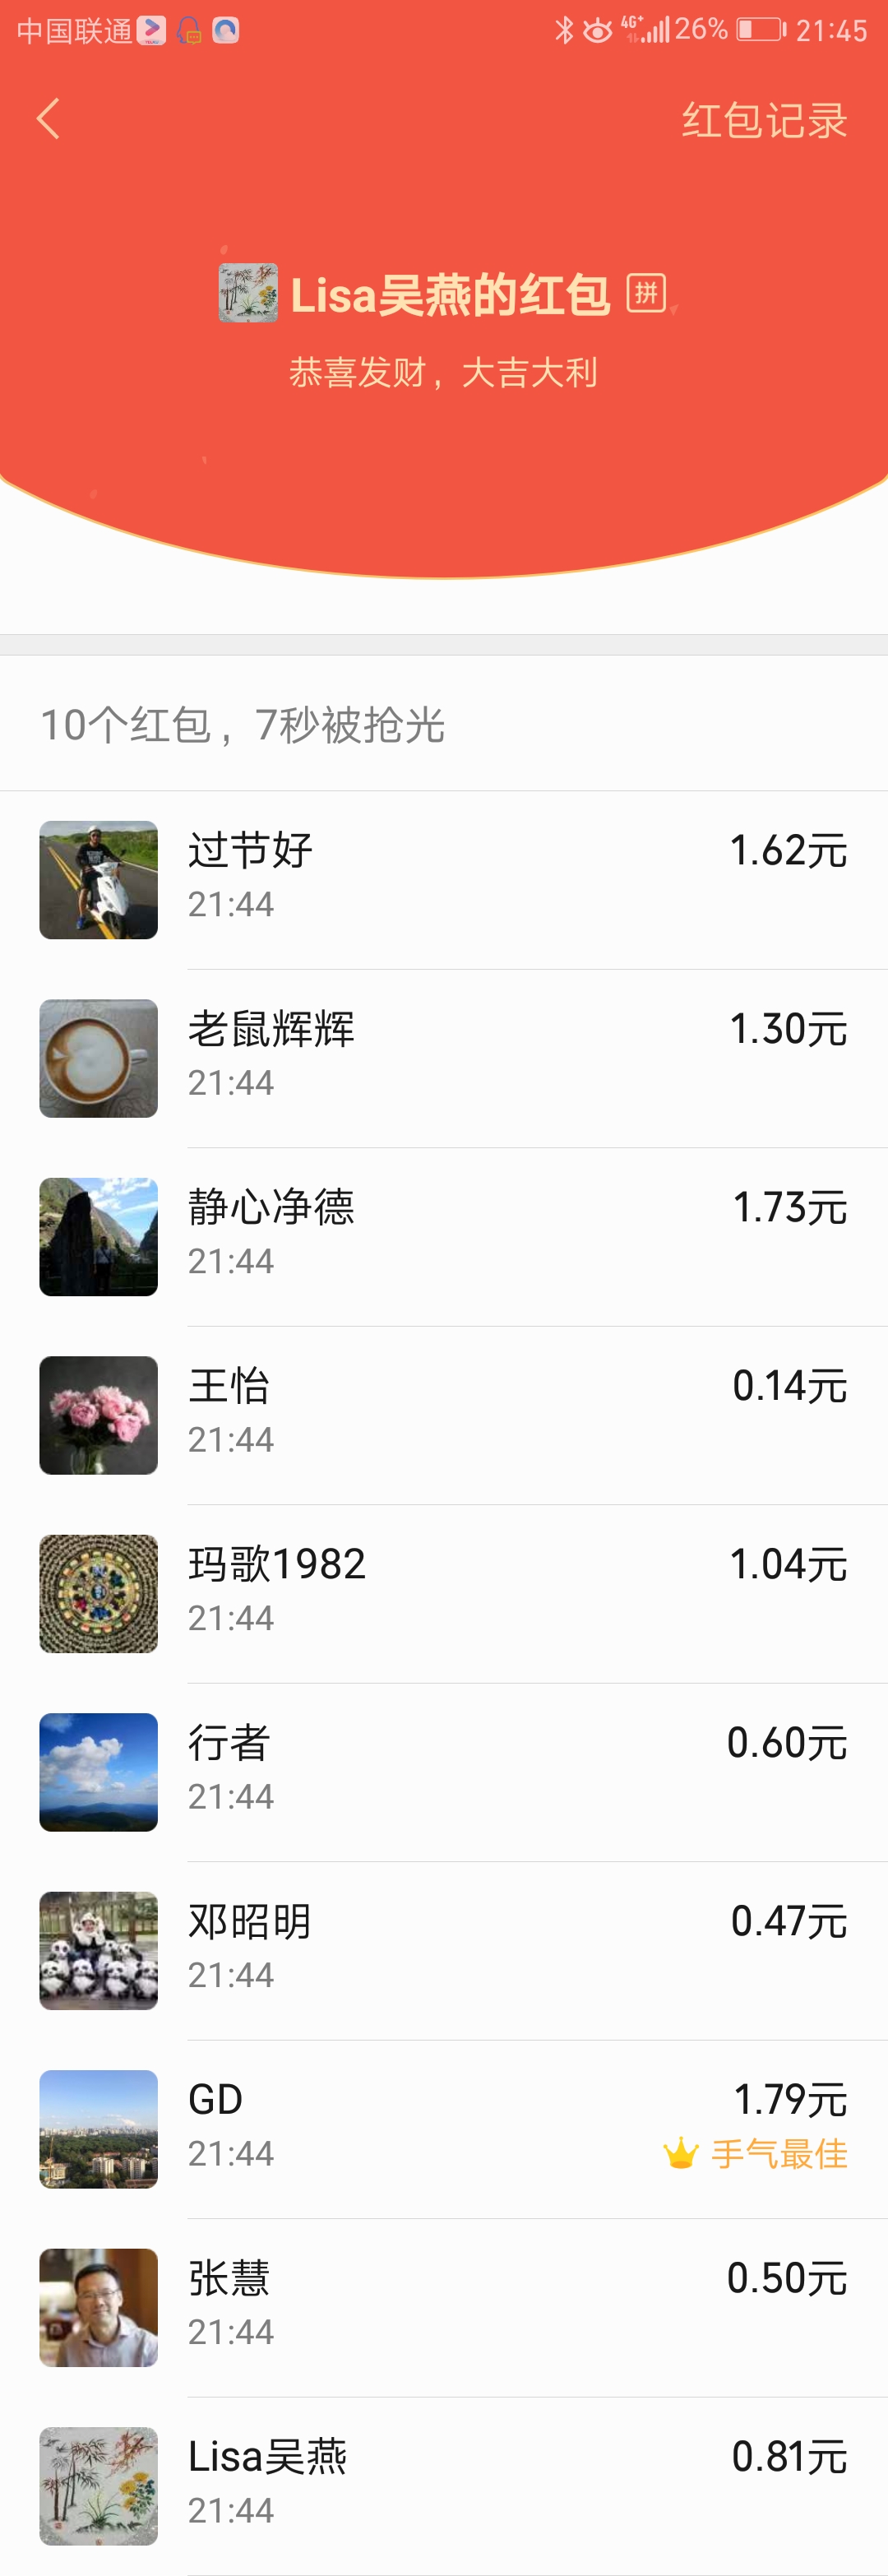 中国联通 4G+ 26% 21:45
红包记录
Lisa吴燕的红包 拼
恭喜发财，大吉大利
10个红包，7秒被抢光
过节好 1.62元
21:44
老鼠辉辉 1.30元
21:44
静心净德 1.73元
21:44
王怡 0.14元
21:44
玛歌1982 1.04元
21:44
行者 0.60元
21:44
邓昭明 0.47元
21:44
GD 1.79元
21:44 手气最佳
张慧 0.50元
21:44
Lisa吴燕 0.81元
21:44